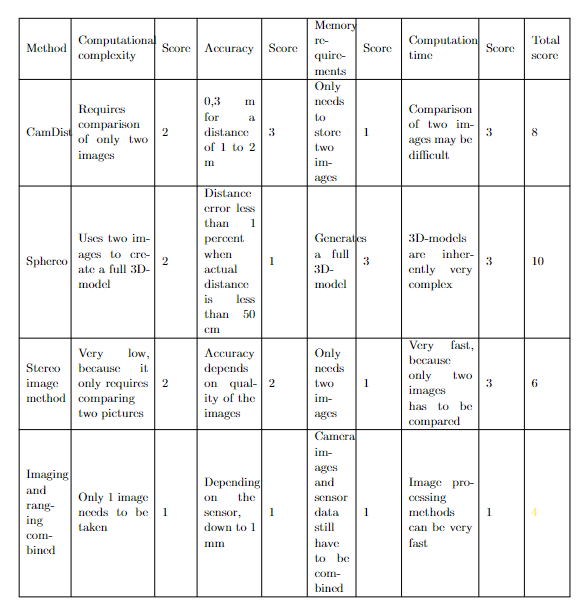 Method Computational complexity Score Accuracy Score Memory re- quire- ments Score Computation time Score Total score
CamDist Requires comparison of only two images 2 0,3 m for a distance of 1 to 2 m 3 Only needs to store two im- ages 1 Comparison of two im- ages may be difficult 3 8
Sphereo Uses two im- ages to cre- ate a full 3D- model 2 Distance error less than 1 percent when actual distance is less than 50 cm 1 Generates a full 3D- model 3 3D-models are inher- ently very complex 3 10
Stereo image method Very low, because it only requires comparing two pictures 2 Accuracy depends on qual- ity of the images 2 Only needs two im- ages 1 Very fast, because only two images has to be compared 3 6
Imaging and rang- ing com- bined Only 1 image needs to be taken 1 Depending on the sensor, down to 1 mm 1 Camera im- ages and sensor data still have to be com- bined 1 Image pro- cessing methods can be very fast 1 4